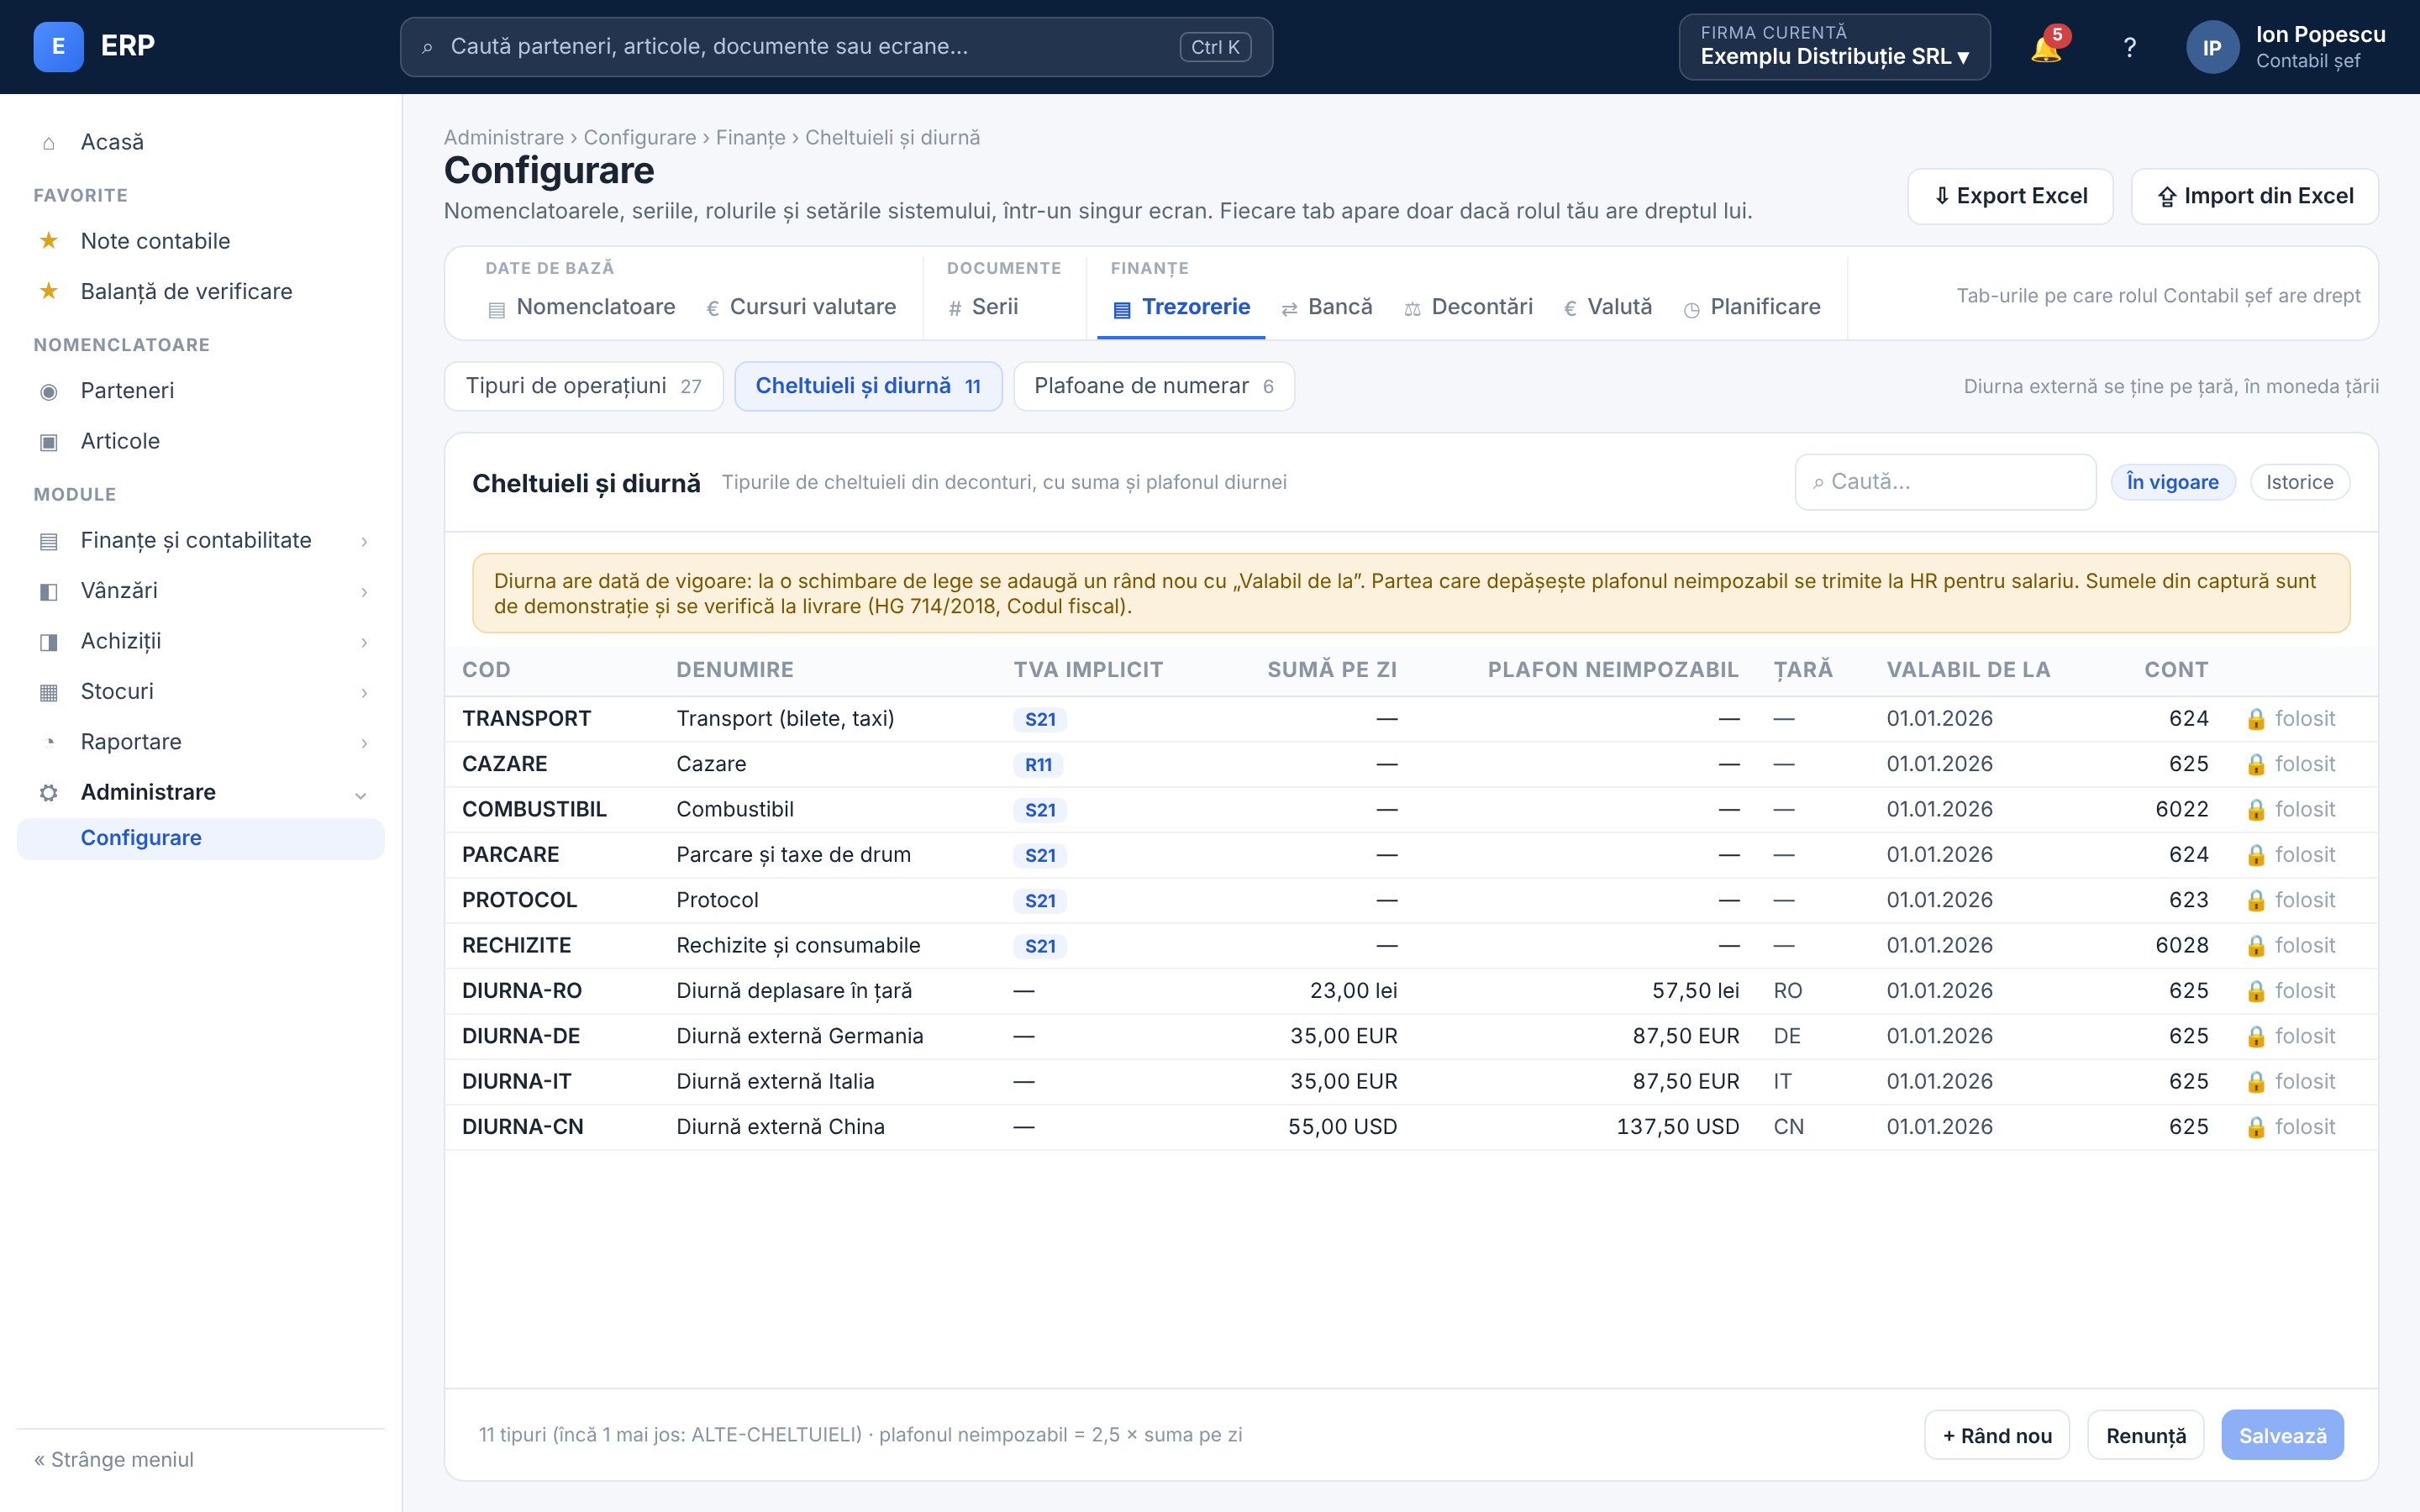 E ERP
Caută parteneri, articole, documente sau ecrane... Ctrl K
FIRMA CURENTĂ
Exemplu Distribuție SRL ▾
5
?
IP
Ion Popescu
Contabil șef
Acasă
FAVORITE
★ Note contabile
★ Balanță de verificare
NOMENCLATOARE
Parteneri
Articole
MODULE
Finanțe și contabilitate ›
Vânzări ›
Achiziții ›
Stocuri ›
Raportare ›
Administrare
Configurare
« Strânge meniul
Administrare › Configurare › Finanțe › Cheltuieli și diurnă
Configurare
Nomenclatoarele, seriile, rolurile și setările sistemului, într-un singur ecran. Fiecare tab apare doar dacă rolul tău are dreptul lui.
⇩ Export Excel
Import din Excel
DATE DE BAZĂ
Nomenclatoare € Cursuri valutare
DOCUMENTE
# Serii
FINANȚE
Trezorerie ⇄ Bancă ⚖ Decontări € Valută ◷ Planificare
Tab-urile pe care rolul Contabil șef are drept
Tipuri de operațiuni 27
Cheltuieli și diurnă 11
Plafoane de numerar 6
Diurna externă se ține pe țară, în moneda țării
Cheltuieli și diurnă Tipurile de cheltuieli din deconturi, cu suma și plafonul diurnei
Caută...
În vigoare
Istorice
Diurna are dată de vigoare: la o schimbare de lege se adaugă un rând nou cu „Valabil de la”. Partea care depășește plafonul neimpozabil se trimite la HR pentru salariu. Sumele din captură sunt
de demonstrație și se verifică la livrare (HG 714/2018, Codul fiscal).
COD DENUMIRE TVA IMPLICIT SUMĂ PE ZI PLAFON NEIMPOZABIL ȚARĂ VALABIL DE LA CONT
TRANSPORT Transport (bilete, taxi) S21 — — — 01.01.2026 624 🔒 folosit
CAZARE Cazare R11 — — — 01.01.2026 625 🔒 folosit
COMBUSTIBIL Combustibil S21 — — — 01.01.2026 6022 🔒 folosit
PARCARE Parcare și taxe de drum S21 — — — 01.01.2026 624 🔒 folosit
PROTOCOL Protocol S21 — — — 01.01.2026 623 🔒 folosit
RECHIZITE Rechizite și consumabile S21 — — — 01.01.2026 6028 🔒 folosit
DIURNA-RO Diurnă deplasare în țară — 23,00 lei 57,50 lei RO 01.01.2026 625 🔒 folosit
DIURNA-DE Diurnă externă Germania — 35,00 EUR 87,50 EUR DE 01.01.2026 625 🔒 folosit
DIURNA-IT Diurnă externă Italia — 35,00 EUR 87,50 EUR IT 01.01.2026 625 🔒 folosit
DIURNA-CN Diurnă externă China — 55,00 USD 137,50 USD CN 01.01.2026 625 🔒 folosit
11 tipuri (încă 1 mai jos: ALTE-CHELTUIELI) · plafonul neimpozabil = 2,5 × suma pe zi
+ Rând nou
Renunță
Salvează